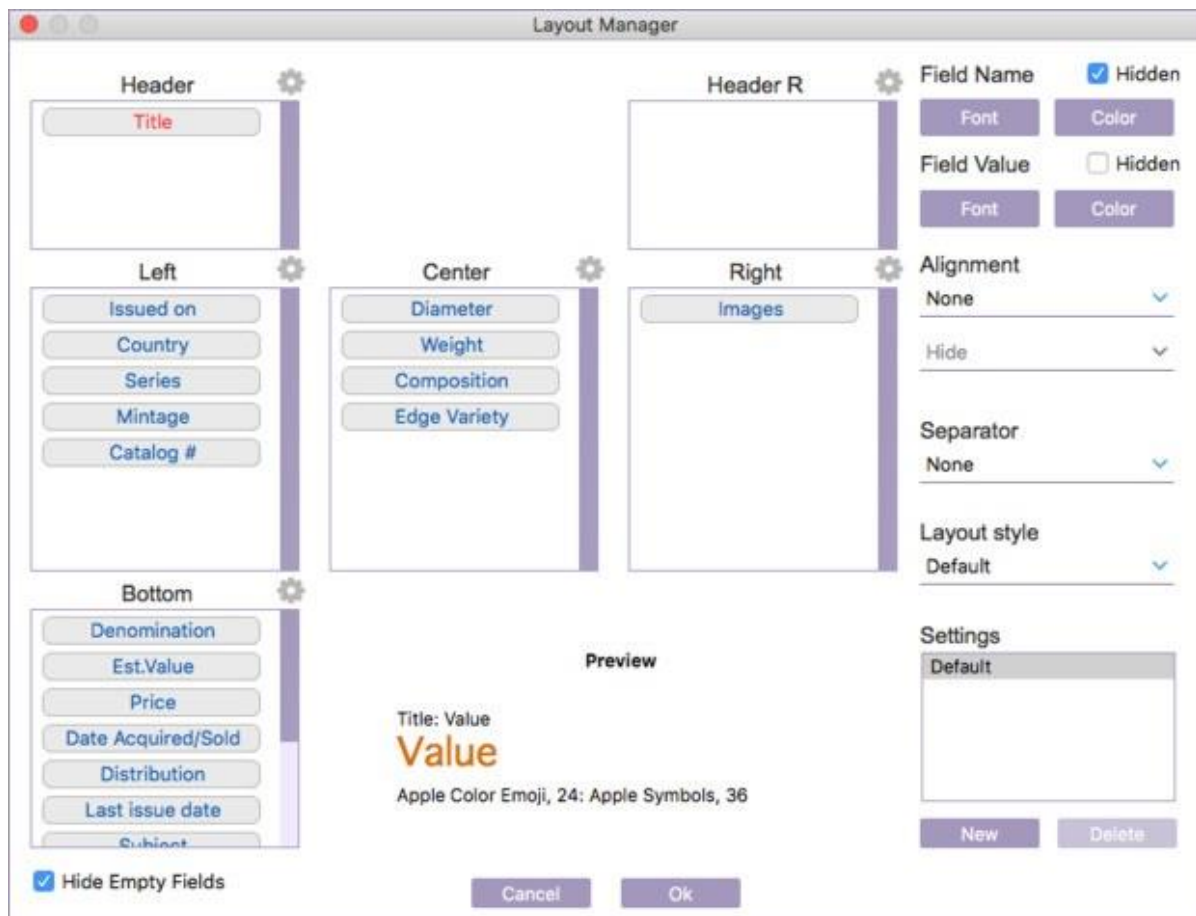 Layout Manager
Header
Title
Header R
Field Name
Hidden
Font
Color
Field Value
Hidden
Font
Color
Left
Issued on
Country
Series
Mintage
Catalog #
Center
Diameter
Weight
Composition
Edge Variety
Right
Images
Alignment
None
Hide
Separator
None
Layout style
Default
Bottom
Denomination
Est.Value
Price
Date Acquired/Sold
Distribution
Last issue date
Subject
Preview
Title: Value
Value
Apple Color Emoji, 24: Apple Symbols, 36
Settings
Default
New
Delete
Hide Empty Fields
Cancel
Ok